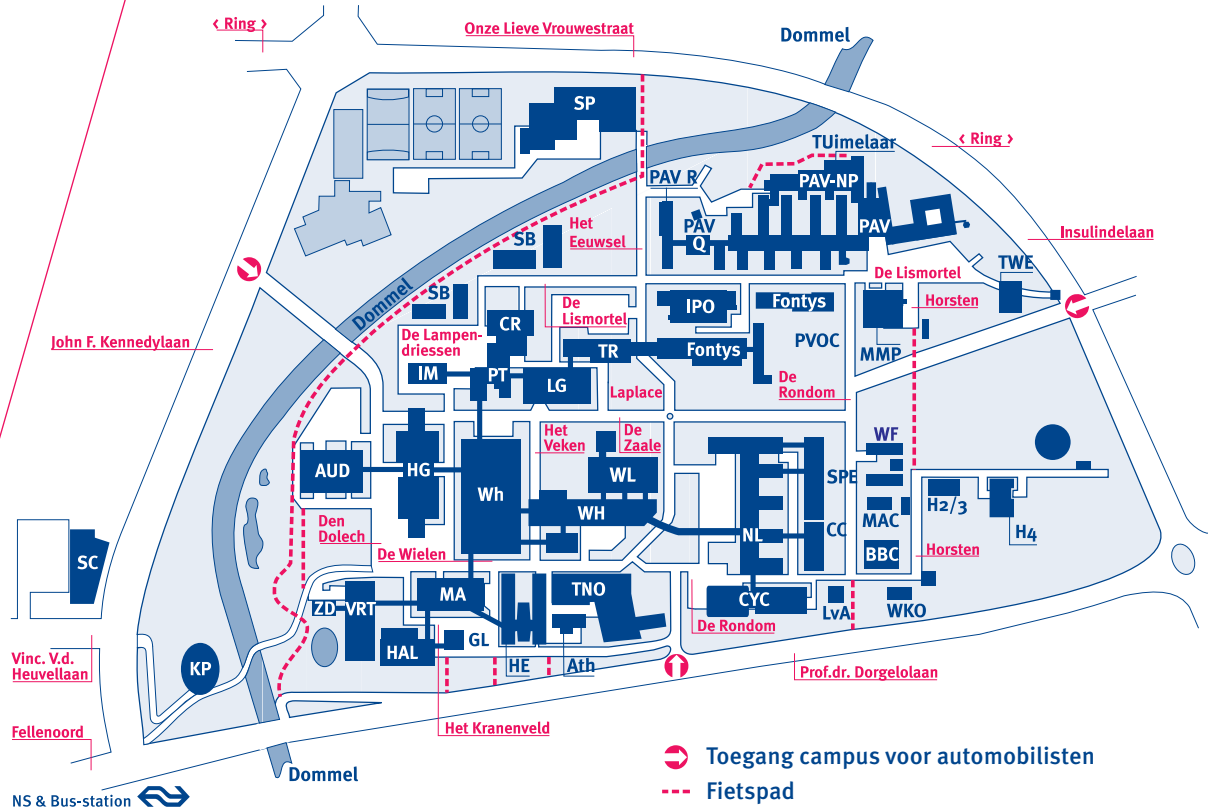 < Ring >
Onze Lieve Vrouwestraat
Dommel
SP
TUimelaar
< Ring >
PAV R
PAV-NP
Het
Eeuwsel
SB
PAV
Q
PAV
Insulindelaan
De Lismortel
TWE
Dommel
SB
De
Lismortel
IPO
Fontys
Horsten
CR
De Lampen-
driessen
PVOC
MMP
John F. Kennedylaan
TR
Fontys
IM
PT
LG
Laplace
De
Rondom
Het
Veken
De
Zaale
WF
AUD
HG
Wh
WL
SPE
H2/3
WH
MAC
Den
Dolech
NL
CC
H4
De Wielen
BBC
Horsten
SC
ZD
VRT
MA
TNO
CYC
LvA
WKO
De Rondom
GL
HAL
HE
Ath
Vinc. V.d.
Heuvellaan
KP
Prof.dr. Dorgelolaan
Fellenoord
Het Kranenveld
Toegang campus voor automobilisten
Dommel
Fietspad
NS & Bus-station